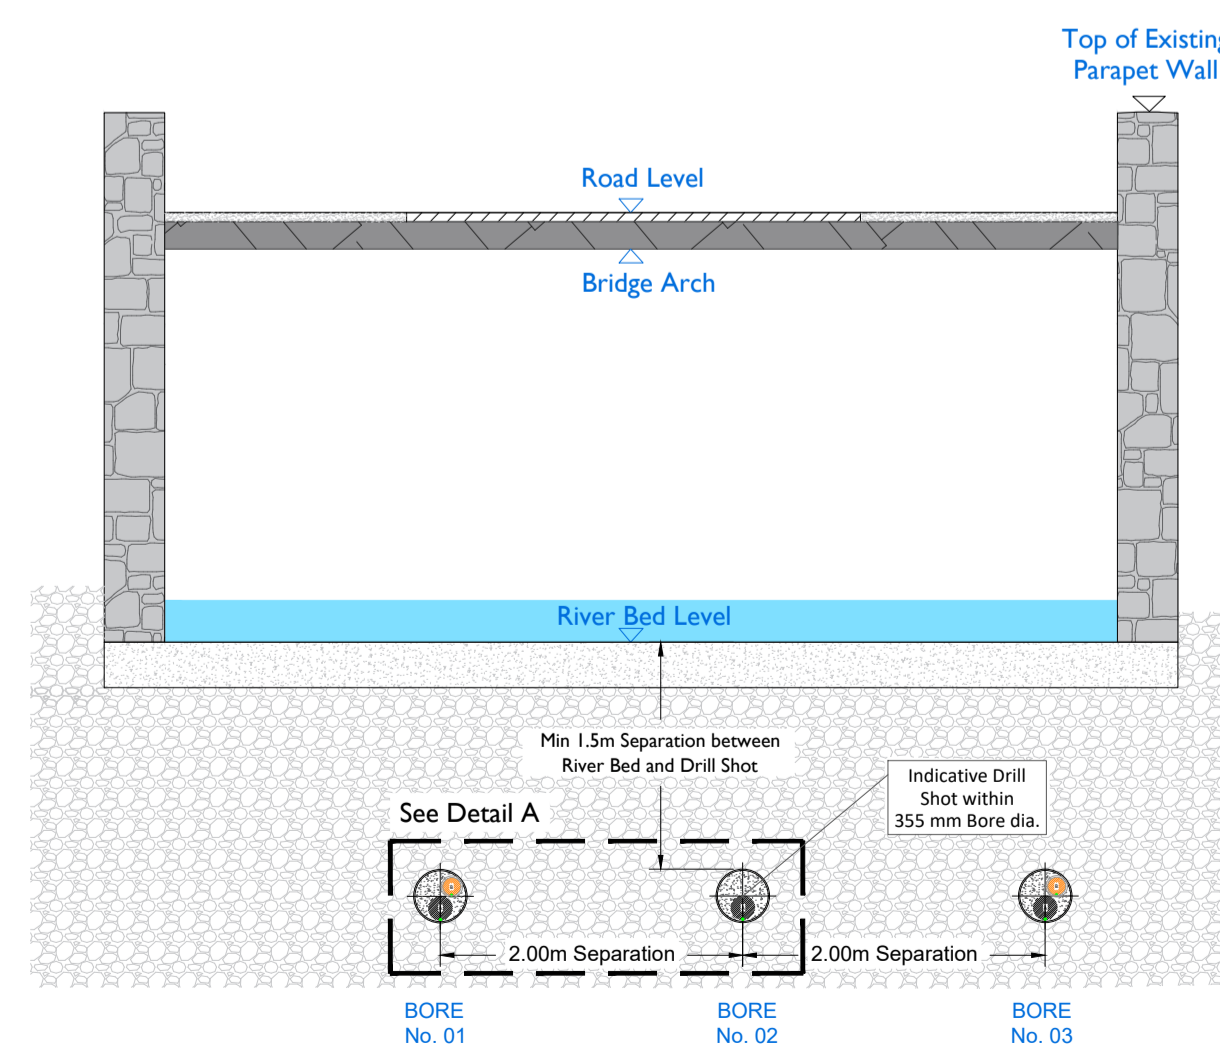 Top of Existing
Parapet Wall
Road Level
Bridge Arch
River Bed Level
Min 1.5m Separation between
River Bed and Drill Shot
Indicative Drill
Shot within
355 mm Bore dia.
See Detail A
2.00m Separation
2.00m Separation
BORE
No. 01
BORE
No. 02
BORE
No. 03